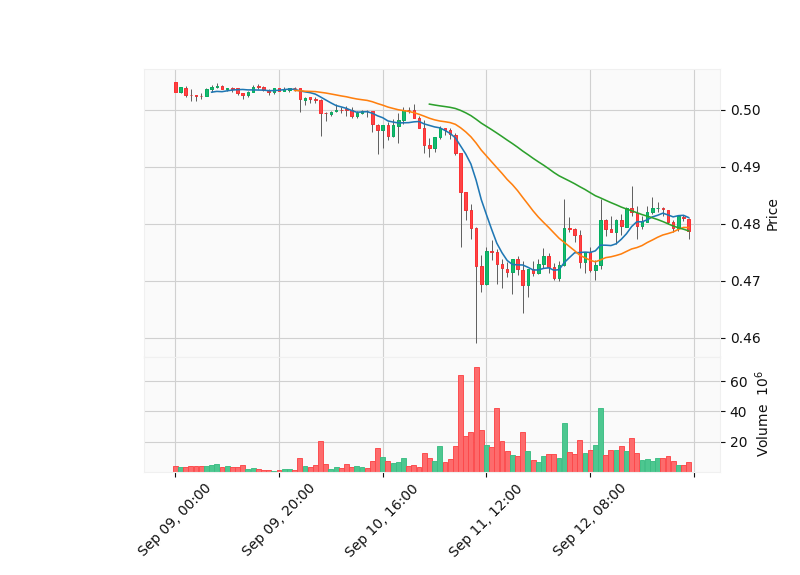 0.50
0.49
0.48
0.47
0.46
Price
60
40
20
Volume 10^6
Sep 09, 00:00
Sep 09, 20:00
Sep 10, 16:00
Sep 11, 12:00
Sep 12, 08:00